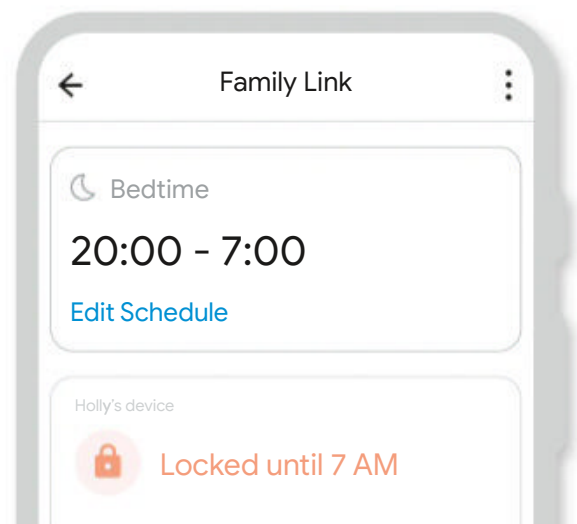 Family Link
Bedtime
20:00 - 7:00
Edit Schedule
Holly's device
Locked until 7 AM